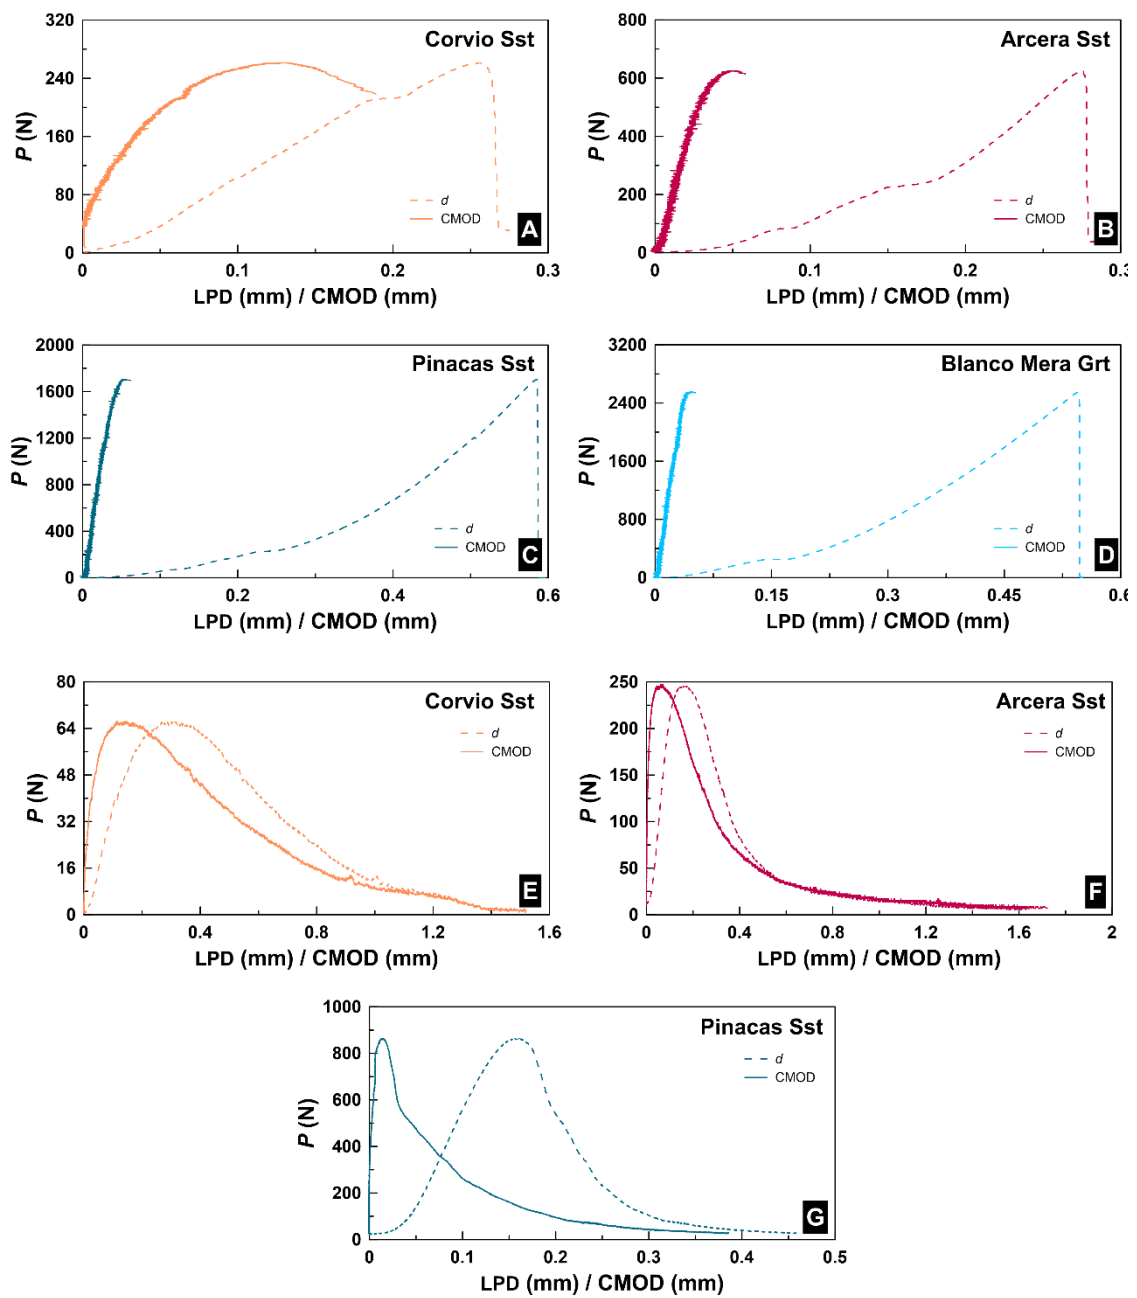 Corvio Sst
P (N)
320
240
160
80
0
d
CMOD
A
0 0.1 0.2 0.3
LPD (mm) / CMOD (mm)
Arcera Sst
P (N)
800
600
400
200
0
d
CMOD
B
0 0.1 0.2 0.3
LPD (mm) / CMOD (mm)
Pinacas Sst
P (N)
2000
1600
1200
800
400
0
d
CMOD
C
0 0.2 0.4 0.6
LPD (mm) / CMOD (mm)
Blanco Mera Grt
P (N)
3200
2400
1600
800
0
d
CMOD
D
0 0.15 0.3 0.45 0.6
LPD (mm) / CMOD (mm)
Corvio Sst
P (N)
80
64
48
32
16
0
d
CMOD
E
0 0.4 0.8 1.2 1.6
LPD (mm) / CMOD (mm)
Arcera Sst
P (N)
250
200
150
100
50
0
d
CMOD
F
0 0.4 0.8 1.2 1.6 2
LPD (mm) / CMOD (mm)
Pinacas Sst
P (N)
1000
800
600
400
200
0
d
CMOD
G
0 0.1 0.2 0.3 0.4 0.5
LPD (mm) / CMOD (mm)